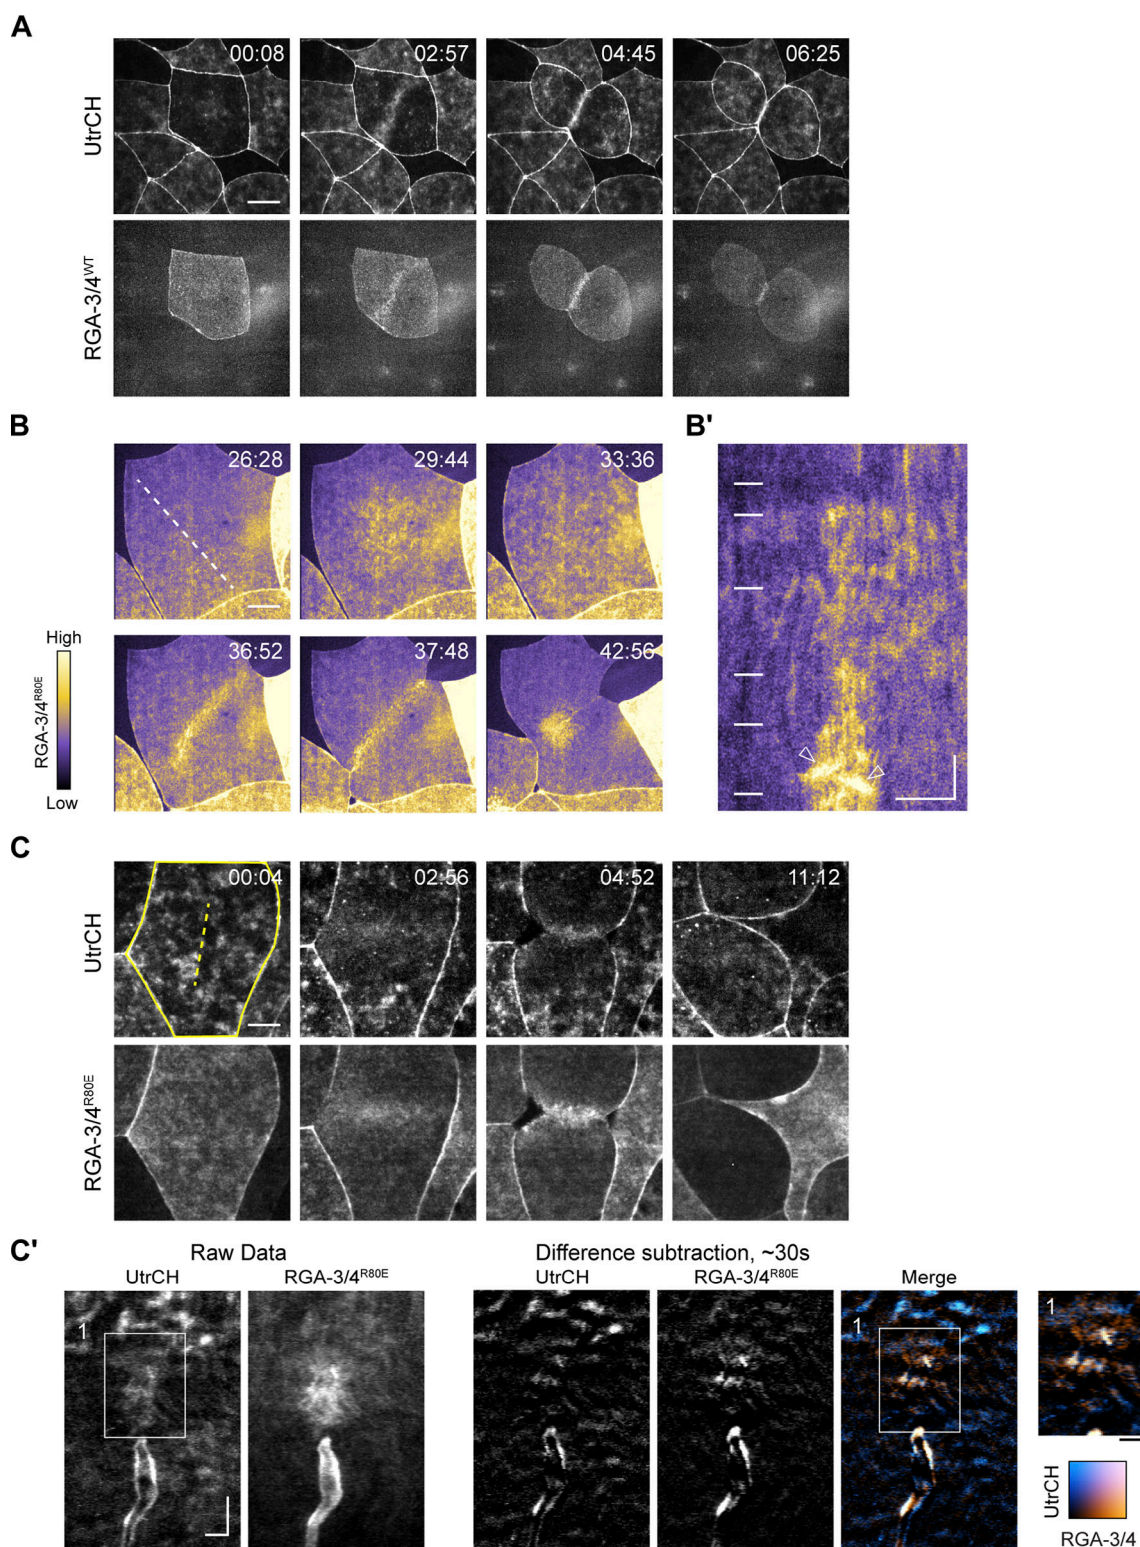 A
00:08
02:57
04:45
06:25
UtrCH
RGA-3/4WT
B
B'
26:28
29:44
33:36
36:52
37:48
42:56
High
RGA-3/4R80E
Low
C
00:04
02:56
04:52
11:12
UtrCH
RGA-3/4R80E
C'
Raw Data
Difference subtraction, ~30s
UtrCH
RGA-3/4R80E
UtrCH
RGA-3/4R80E
Merge
1
1
1
UtrCH
RGA-3/4